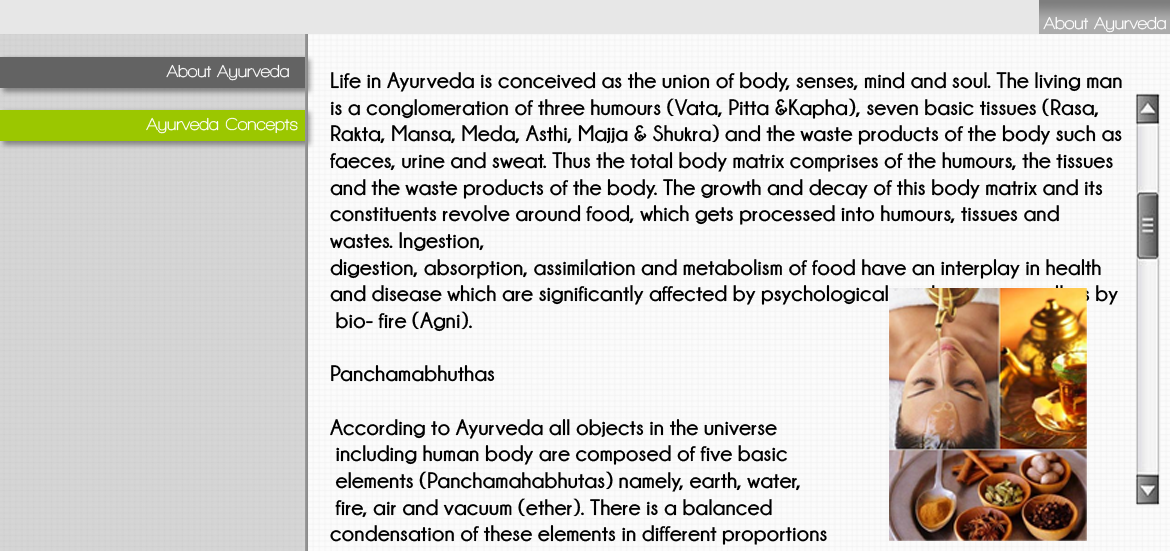 About Ayurveda
About Ayurveda
Ayurveda Concepts
Life in Ayurveda is conceived as the union of body, senses, mind and soul. The living man
is a conglomeration of three humours (Vata, Pitta &Kapha), seven basic tissues (Rasa,
Rakta, Mansa, Meda, Asthi, Majja & Shukra) and the waste products of the body such as
faeces, urine and sweat. Thus the total body matrix comprises of the humours, the tissues
and the waste products of the body. The growth and decay of this body matrix and its
constituents revolve around food, which gets processed into humours, tissues and
wastes. Ingestion,
digestion, absorption, assimilation and metabolism of food have an interplay in health
and disease which are significantly affected by psychological by
bio- fire (Agni).
Panchamabhuthas
According to Ayurveda all objects in the universe
including human body are composed of five basic
elements (Panchamahabhutas) namely, earth, water,
fire, air and vacuum (ether). There is a balanced
condensation of these elements in different proportions